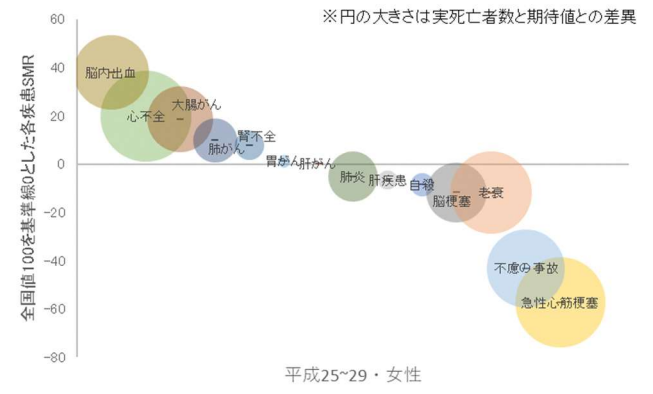 ※円の大きさは実死亡者数と期待値との差異
全国値100を基準線0とした各疾患SMR
60
40
20
0
-20
-40
-60
-80
脳内出血
心不全
大腸がん
肺がん
腎不全
胃がん
肝がん
肺炎
肝疾患
自殺
脳梗塞
老衰
不慮の事故
急性心筋梗塞
平成25~29・女性